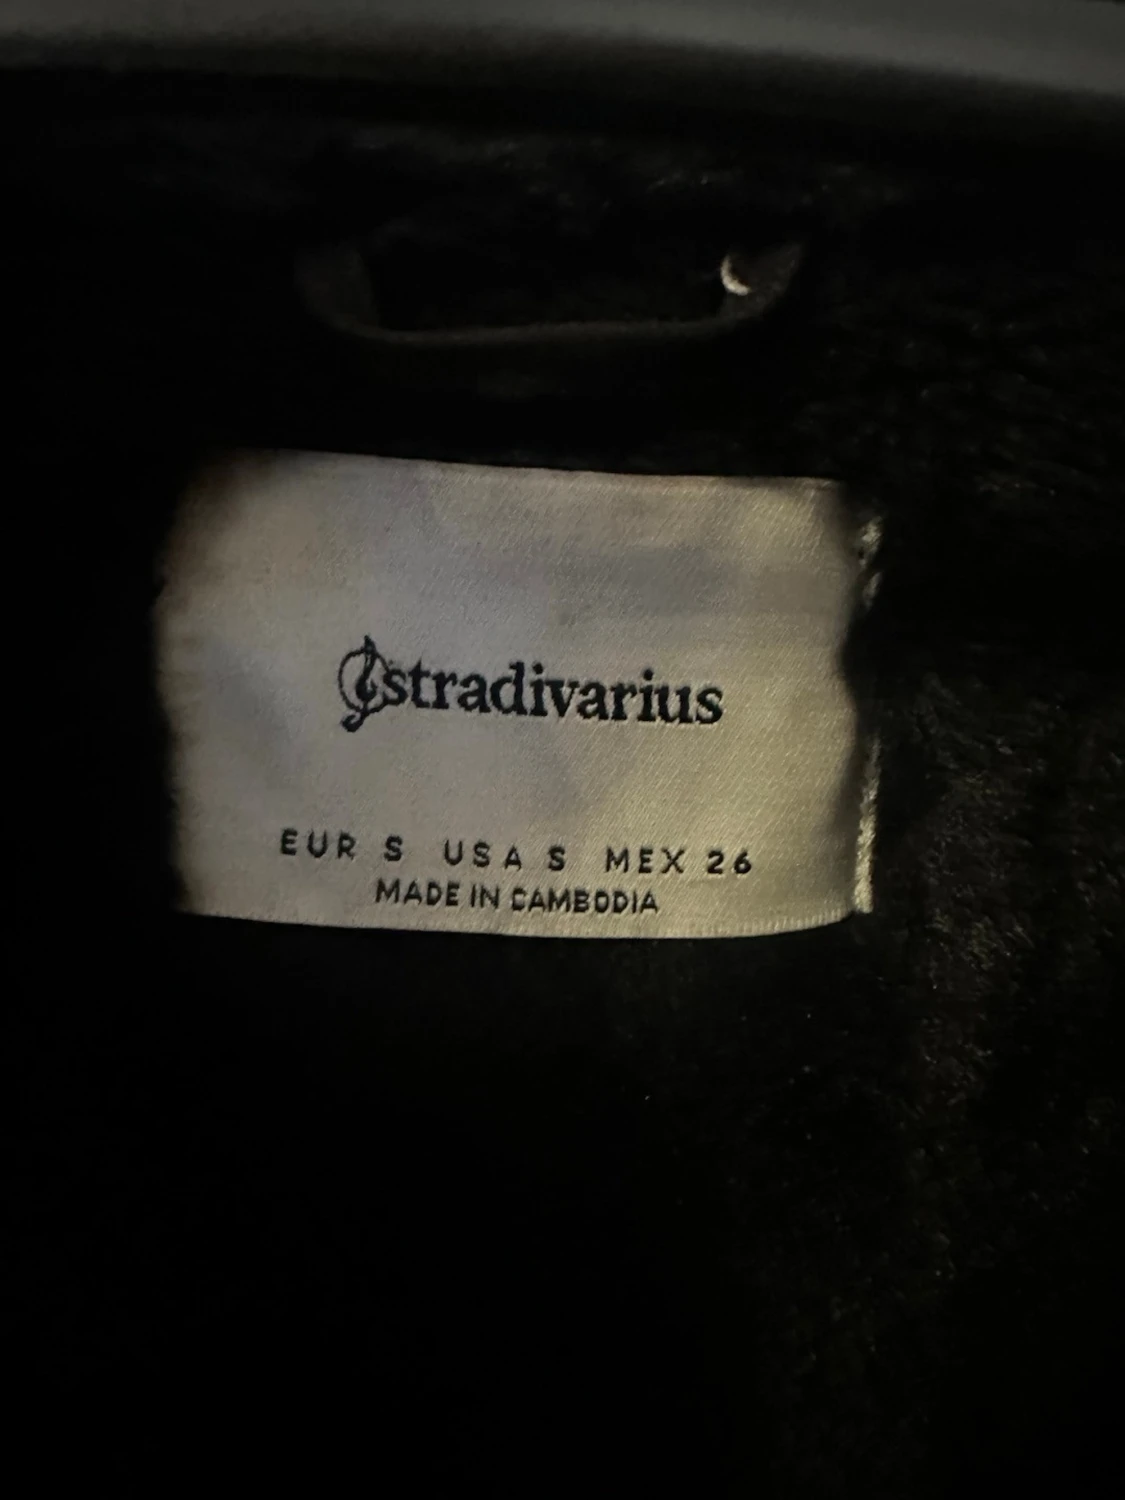 stradivarius
EUR S USA S MEX 26
MADE IN CAMBODIA